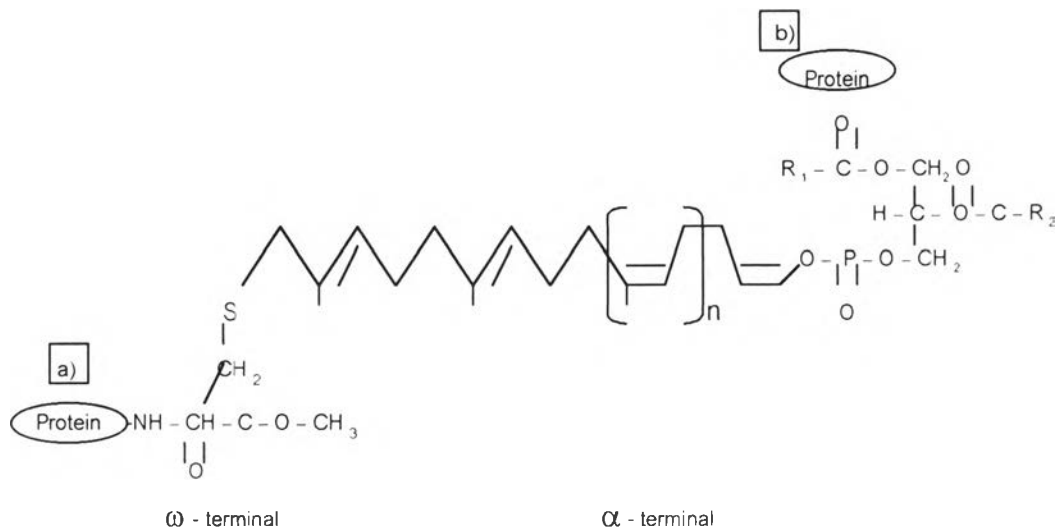 b)
Protein
O
R₁ – C – O – CH₂ O
H – C – O – C – R₂
O – P – O – CH₂
O
n
S
CH₂
a)
Protein –NH – CH – C – O – CH₃
O
ω - terminal α - terminal